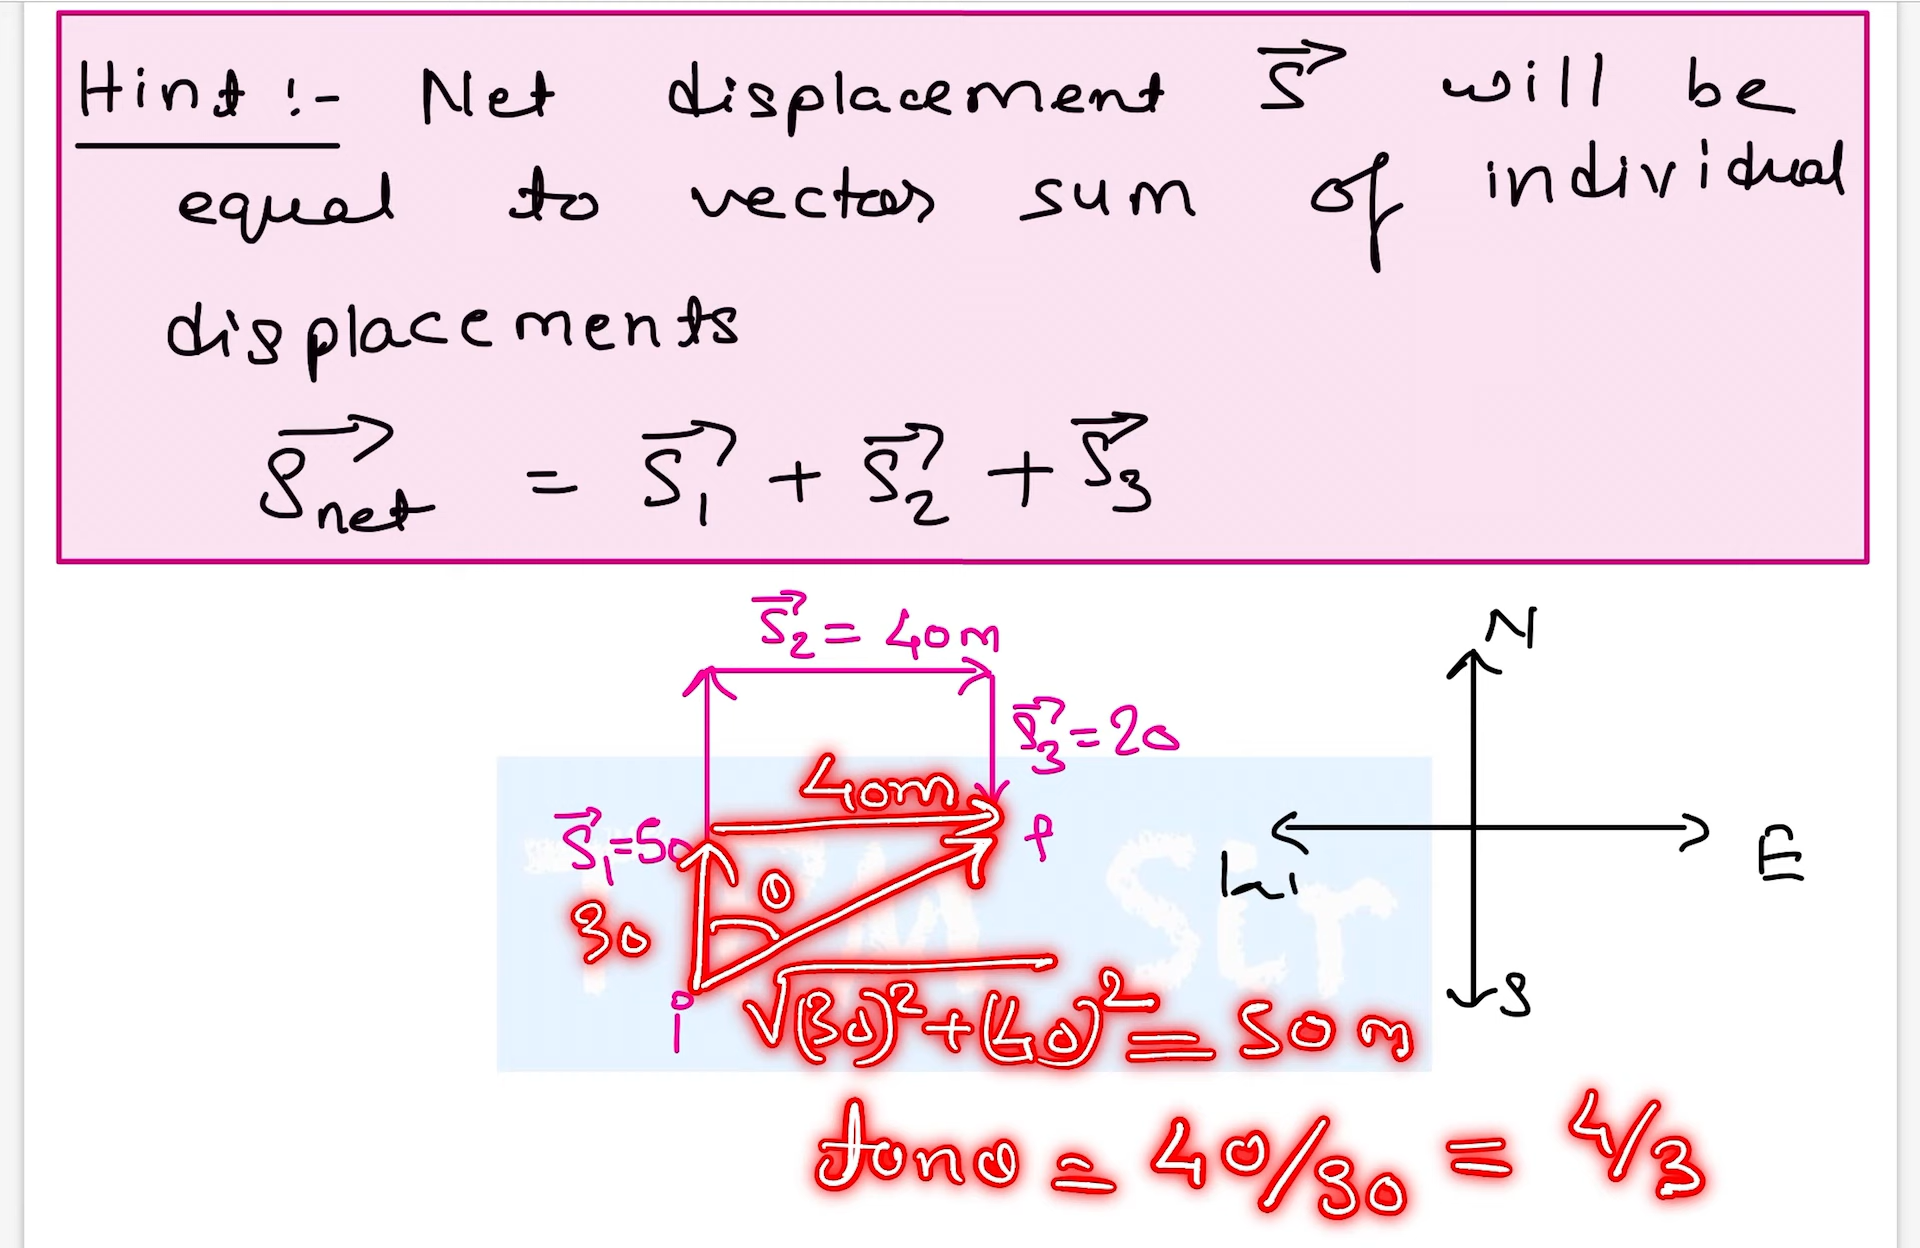 Hint :- Net displacement S⃗ will be
equal to vector sum of individual
displacements
S⃗net = S⃗1 + S⃗2 + S⃗3
S⃗2 = 40m
N
S⃗3 = 20
40m
S⃗1 = 50
θ
f
E
30
i
S
√(30)² + (40)² = 50 m
tanθ = 40/30 = 4/3